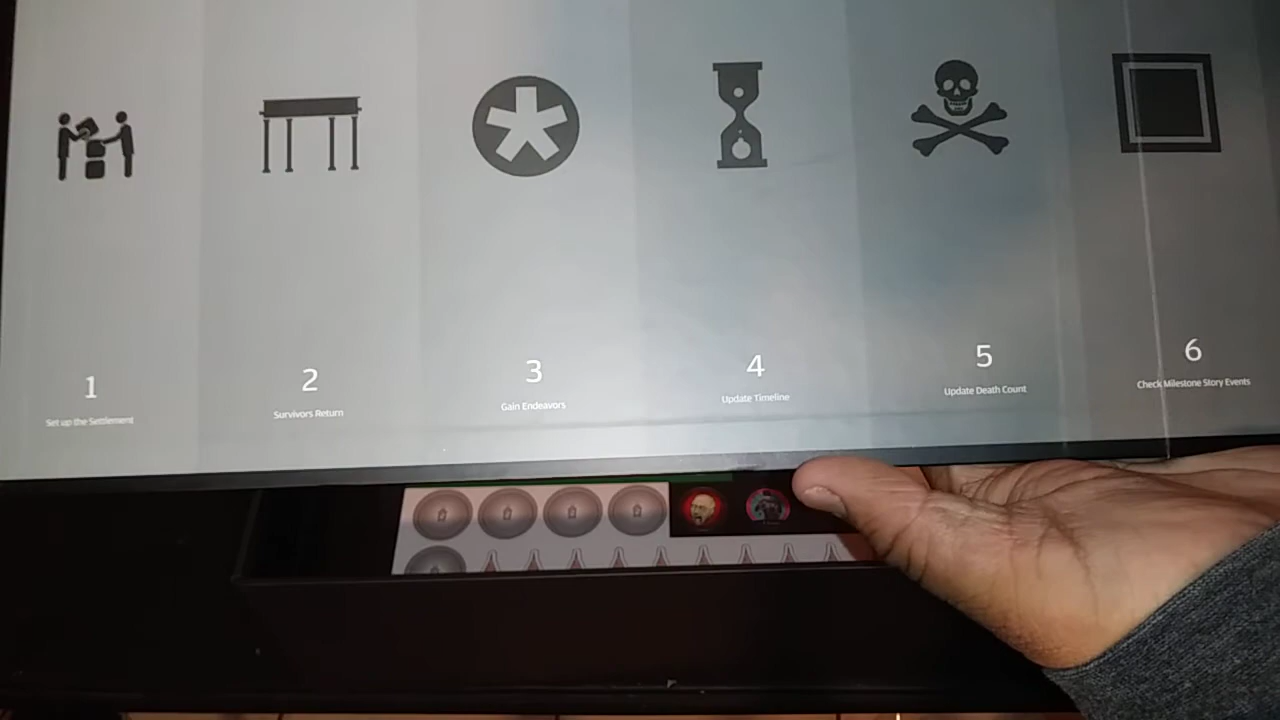 1
Set up the Settlement
2
Survivors Return
3
Gain Endeavors
4
Update Timeline
5
Update Death Count
6
Check Milestone Story Events